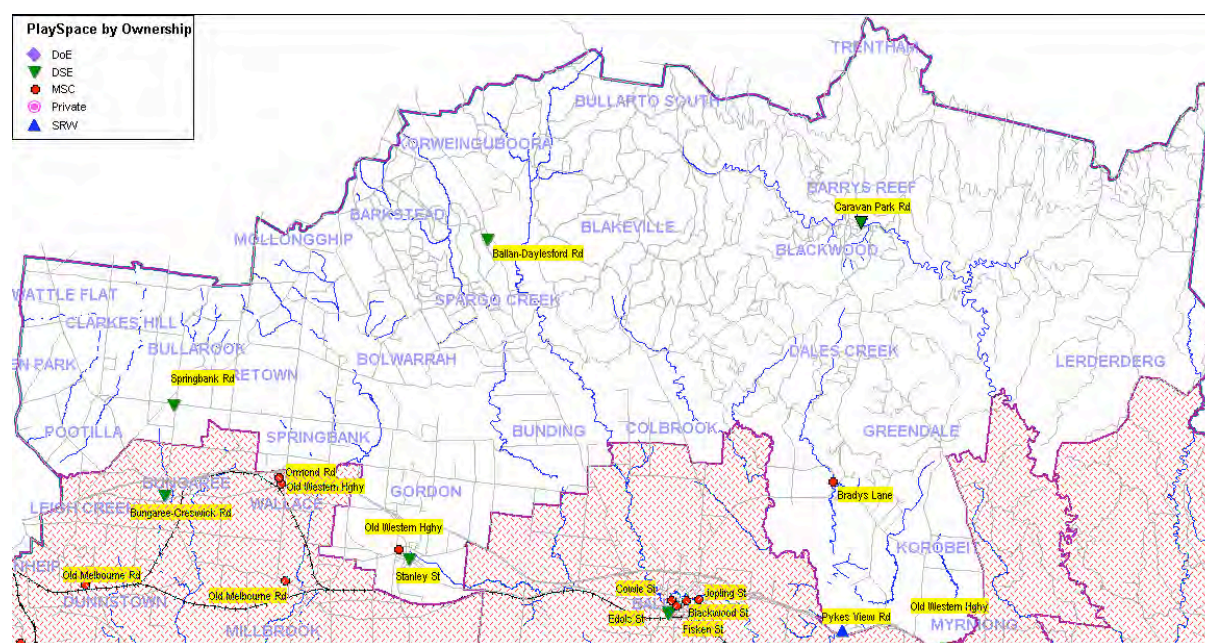 PlaySpace by Ownership
DoE
DSE
MSC
Private
SRW
TRENTHAM
BULLARTO SOUTH
KORWEINGUBOORA
BARRYS REEF
Caravan Park Rd
BARKSTEAD
BLAKEVILLE
MOLLONGGHIP
BLACKWOOD
Ballan-Daylesford Rd
WATTLE FLAT
SPARGO CREEK
CLARKES HILL
BULLAROOK
BOLWARRAH
DALES CREEK
LERDERDERG
EN PARK
Springbank Rd
RETOWN
POOTILLA
SPRINGBANK
BUNDING
COLBROOK
GREENDALE
Ormond Rd
BUNGAREE
Old Western Hghy
GORDON
Bradys Lane
LEIGH CREEK
WALLACE
Bungaree-Creswick Rd
Old Western Hghy
KOROBEIT
NHEIP
Old Melbourne Rd
Stanley St
Old Melbourne Rd
DUNNSTOWN
Cowie St
Jopling St
BAL
Blackwood St
Edols St
Fisken St
Pykes View Rd
Old Western Hghy
MILLBROOK
MYRNIONG